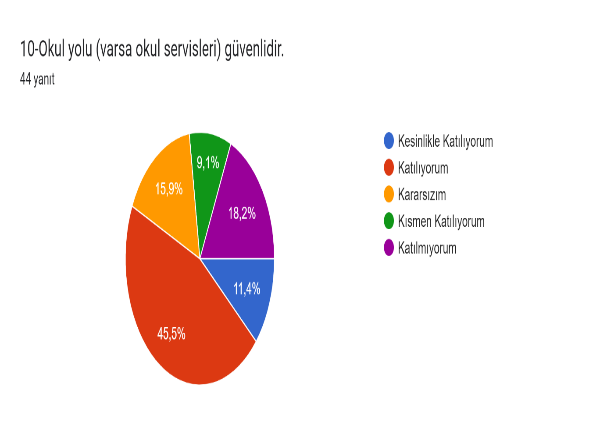 10-Okul yolu (varsa okul servisleri) güvenlidir.
44 yanıt
Kesinlikle Katılıyorum
Katılıyorum
Kararsızım
Kısmen Katılıyorum
Katılmıyorum
9,1%
15,9%
18,2%
11,4%
45,5%